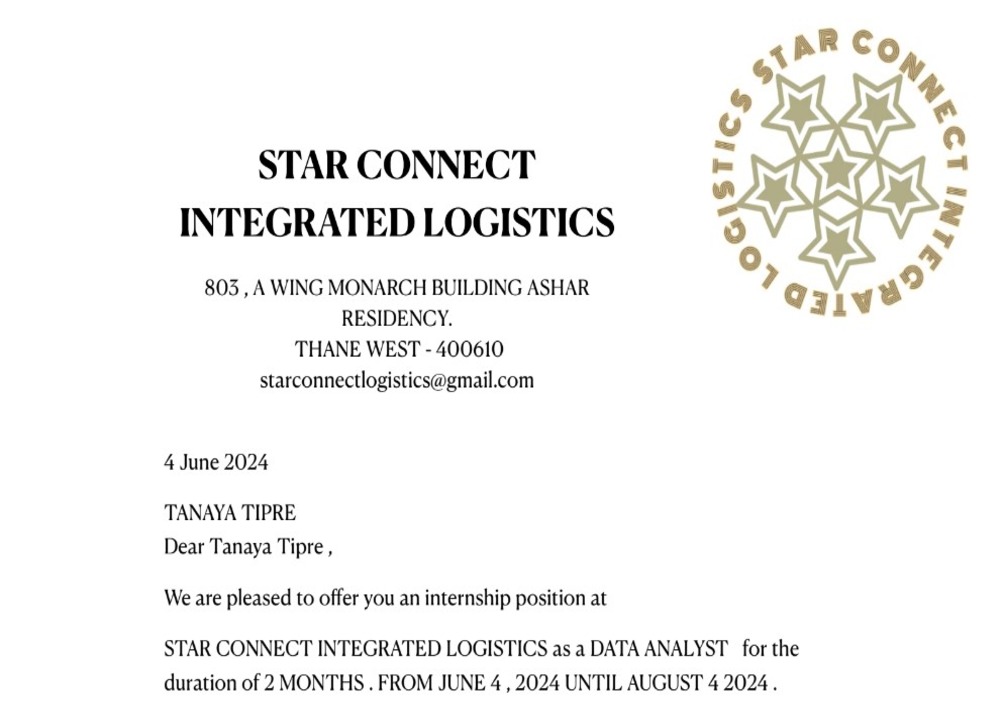 STAR CONNECT
INTEGRATED LOGISTICS
803 , A WING MONARCH BUILDING ASHAR
RESIDENCY.
THANE WEST - 400610
starconnectlogistics@gmail.com
STAR CONNECT INTEGRATED LOGISTICS
4 June 2024
TANAYA TIPRE
Dear Tanaya Tipre ,
We are pleased to offer you an internship position at
STAR CONNECT INTEGRATED LOGISTICS as a DATA ANALYST for the
duration of 2 MONTHS . FROM JUNE 4 , 2024 UNTIL AUGUST 4 2024 .